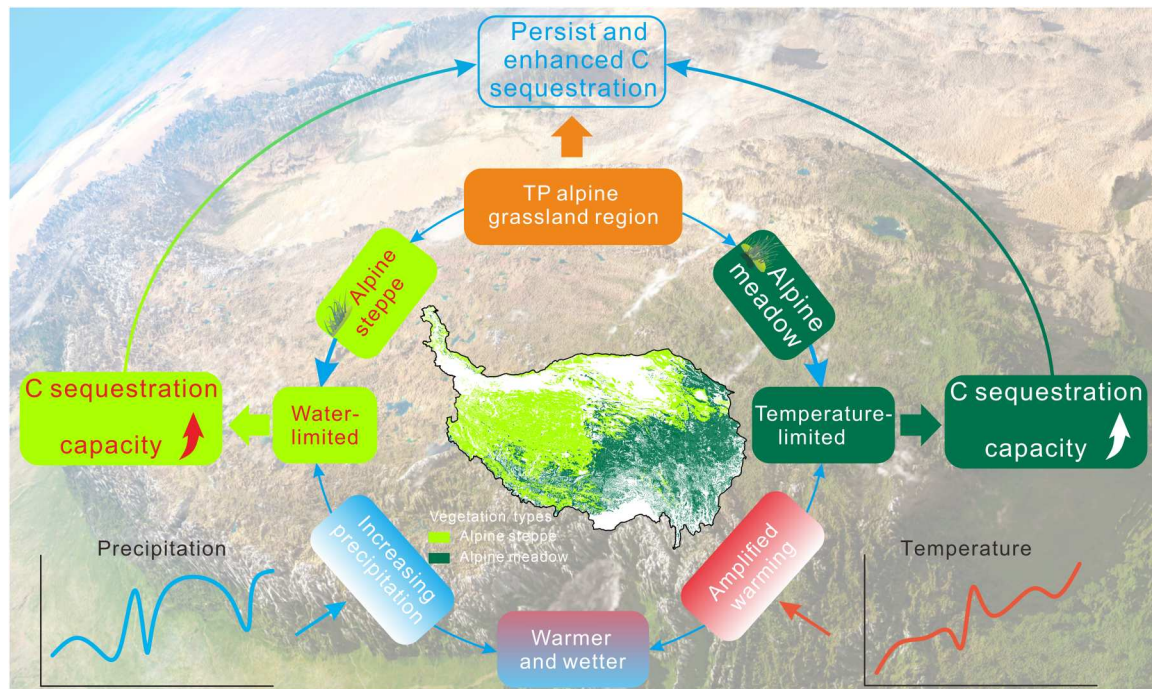 Persist and
enhanced C
sequestration
TP alpine
grassland region
Alpine
steppe
Alpine
meadow
C sequestration
capacity
Water-
limited
Temperature-
limited
C sequestration
capacity
Vegetation types
Alpine steppe
Alpine meadow
Increasing
precipitation
Amplified
warming
Precipitation
Temperature
Warmer
and wetter